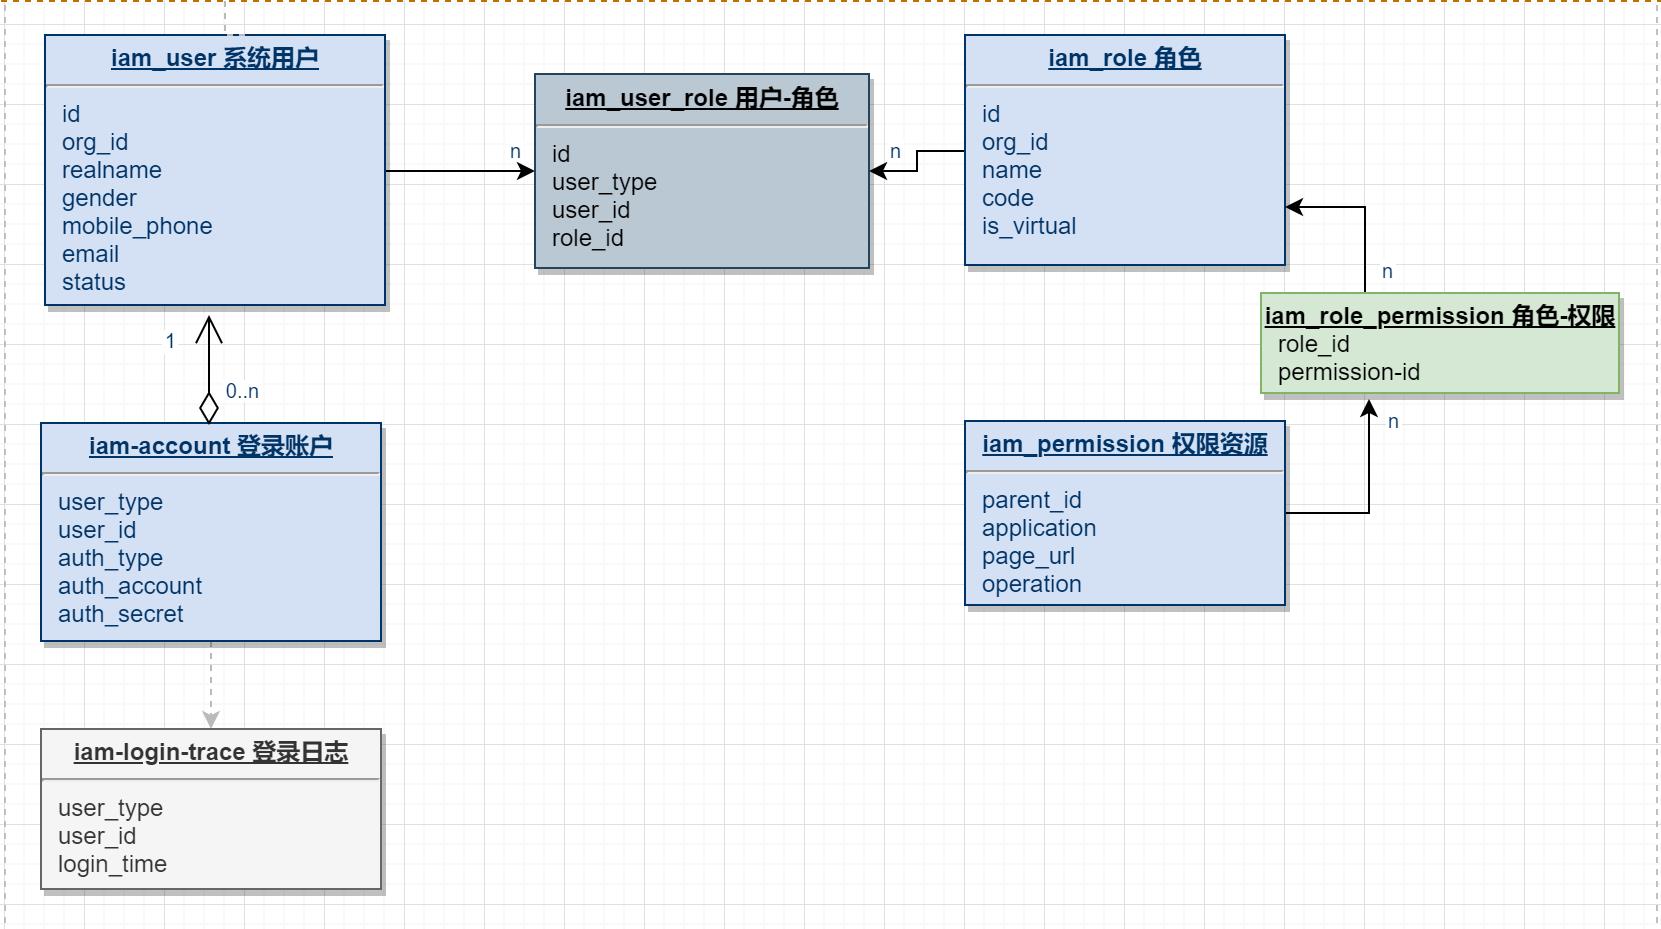 iam_user 系统用户
id
org_id
realname
gender
mobile_phone
email
status
n
iam_user_role 用户-角色
id
user_type
user_id
role_id
n
iam_role 角色
id
org_id
name
code
is_virtual
n
iam_role_permission 角色-权限
role_id
permission-id
n
1
0..n
iam-account 登录账户
user_type
user_id
auth_type
auth_account
auth_secret
iam_permission 权限资源
parent_id
application
page_url
operation
iam-login-trace 登录日志
user_type
user_id
login_time